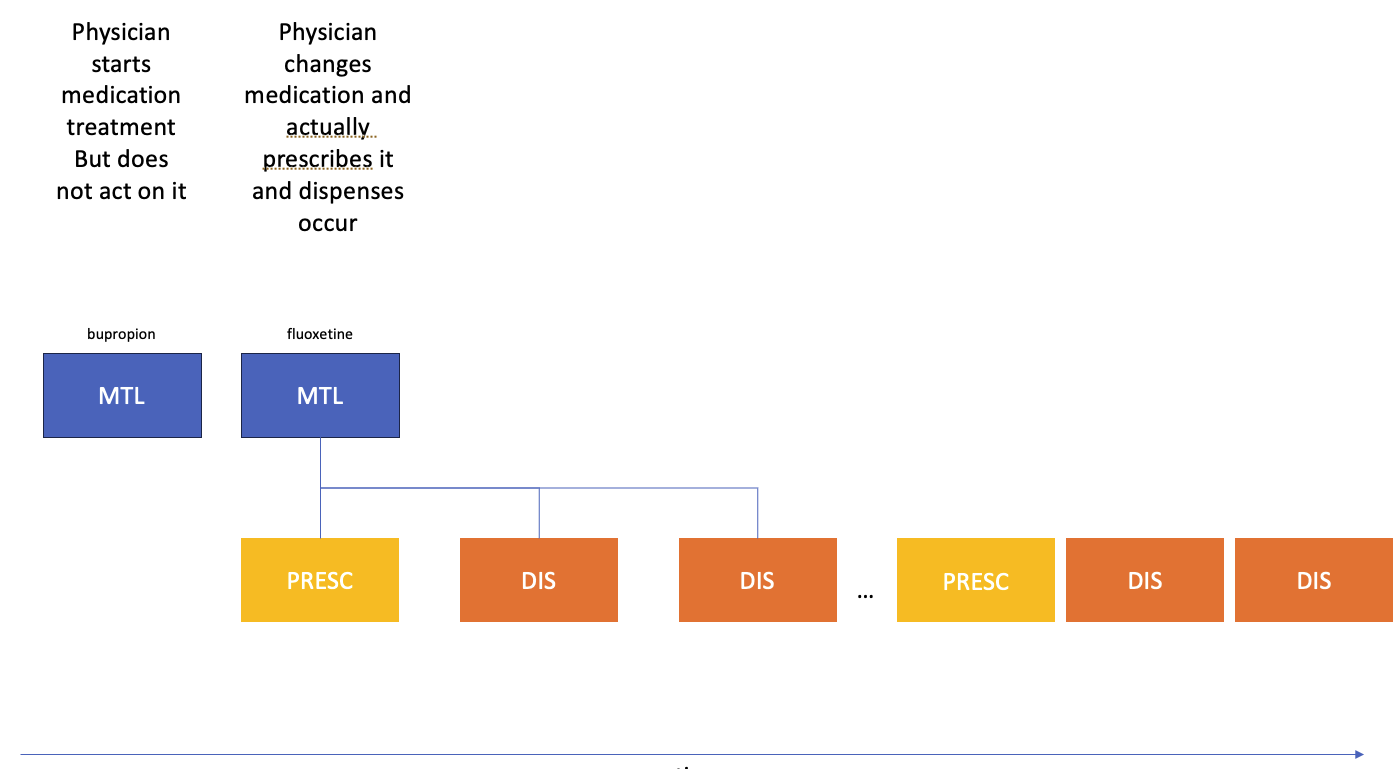 Physician
starts
medication
treatment
But does
not act on it
Physician
changes
medication and
actually
prescribes it
and dispenses
occur
bupropion
fluoxetine
MTL
MTL
PRESC
DIS
DIS
...
PRESC
DIS
DIS